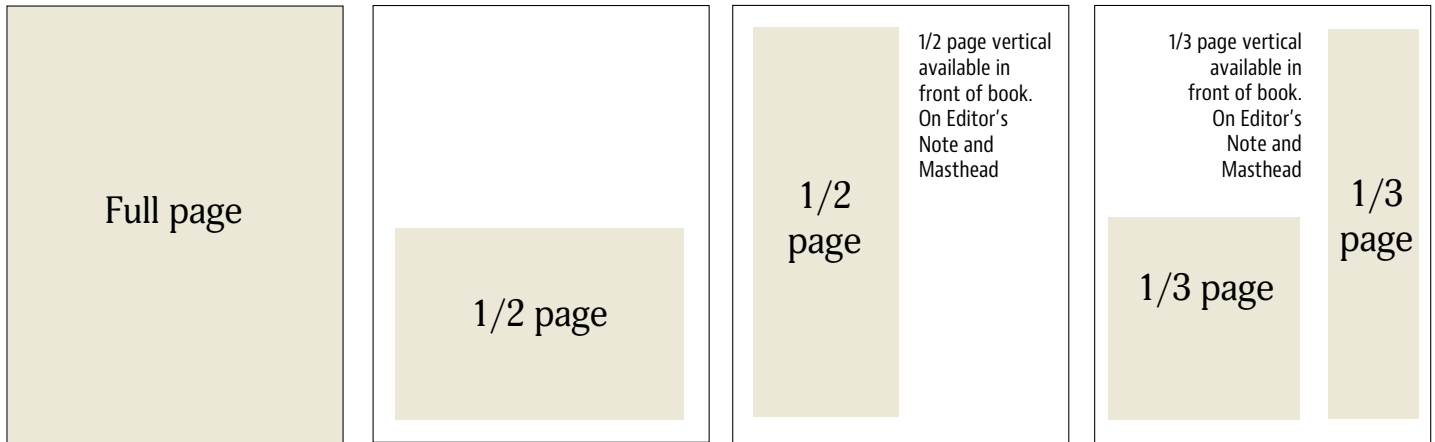 Full page
1/2 page
1/2 page vertical
available in
front of book.
On Editor’s
Note and
Masthead
1/2
page
1/3 page vertical
available in
front of book.
On Editor’s
Note and
Masthead
1/3
page
1/3 page